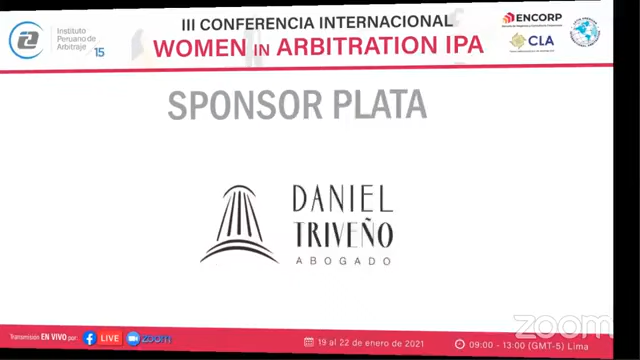 Instituto
Peruano de
Arbitraje
15
III CONFERENCIA INTERNACIONAL
WOMEN IN ARBITRATION IPA
ENCORP
CLA
SPONSOR PLATA
DANIEL
TRIVEÑO
ABOGADO
Transmisión EN VIVO por: f LIVE zoom
19 al 22 de enero de 2021
09:00 - 13:00 (GMT-5) Lima
zoom